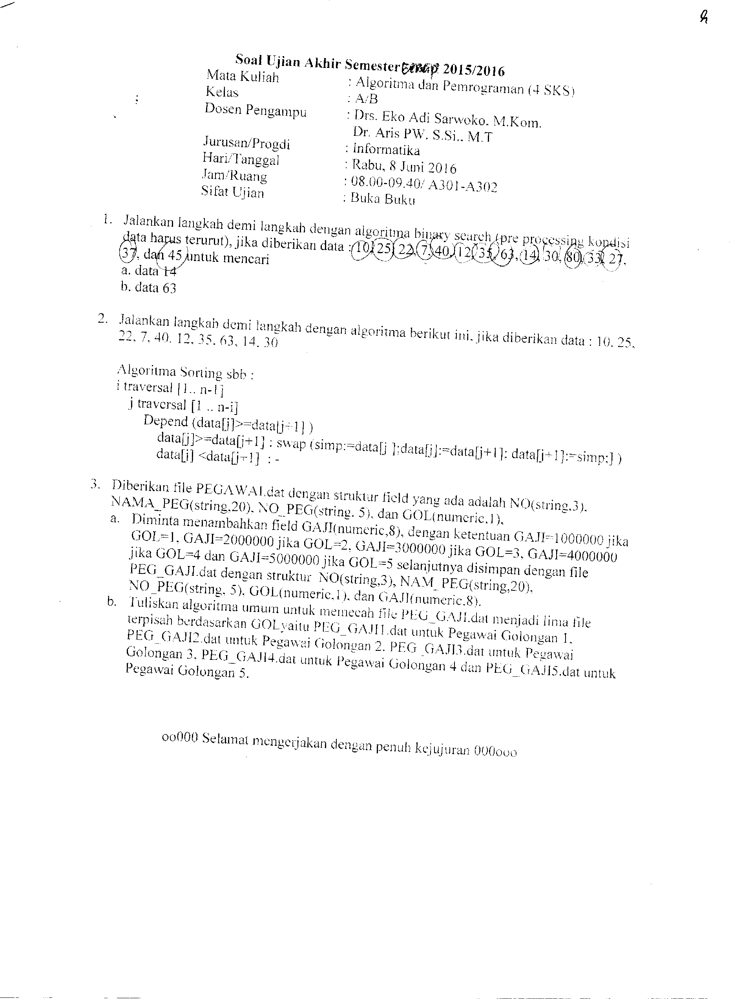 Soal Ujian Akhir Semester 2015/2016
Mata Kuliah : Algoritma dan Pemrograman (4 SKS)
Kelas : A/B
Dosen Pengampu : Drs. Eko Adi Sarwoko. M.Kom.
Dr. Aris PW. S.Si.. M.T
Jurusan/Progdi : Informatika
Hari/Tanggal : Rabu, 8 Juni 2016
Jam/Ruang : 08.00-09.40/ A301-A302
Sifat Ujian : Buka Buku
1. Jalankan langkah demi langkah dengan algoritma binary search (pre processing kondisi
data harus terurut), jika diberikan data : 10, 25, 22, 7, 40, 12, 35, 63, 14, 30, 80, 33, 27,
37, dan 45 untuk mencari
a. data 14
b. data 63
2. Jalankan langkah demi langkah dengan algoritma berikut ini. jika diberikan data : 10. 25.
22, 7, 40. 12, 35. 63, 14. 30
Algoritma Sorting sbb :
i traversal [1.. n-1]
j traversal [1 .. n-i]
Depend (data[j]>=data[j+1] )
data[j]>=data[j+1] : swap (simp:=data[j ];data[j]:=data[j+1]; data[j+1]:=simp;] )
data[j] <data[j+1] : -
3. Diberikan file PEGAWAI.dat dengan struktur field yang ada adalah NO(string,3).
NAMA_PEG(string,20), NO_PEG(string. 5), dan GOL(numeric,1),
a. Diminta menambahkan field GAJI(numeric,8), dengan ketentuan GAJI=1000000 jika
GOL=1, GAJI=2000000 jika GOL=2, GAJI=3000000 jika GOL=3, GAJI=4000000
jika GOL=4 dan GAJI=5000000 jika GOL=5 selanjutnya disimpan dengan file
PEG_GAJI.dat dengan struktur NO(string,3), NAM_PEG(string,20),
NO_PEG(string, 5), GOL(numeric,1), dan GAJI(numeric.8).
b. Tuliskan algoritma umum untuk memecah file PEG_GAJI.dat menjadi lima file
terpisah berdasarkan GOLyaitu PEG_GAJI1.dat untuk Pegawai Golongan 1,
PEG_GAJI2.dat untuk Pegawai Golongan 2. PEG_GAJI3.dat untuk Pegawai
Golongan 3, PEG_GAJI4.dat untuk Pegawai Golongan 4 dan PEG_GAJI5.dat untuk
Pegawai Golongan 5.
oo000 Selamat mengerjakan dengan penuh kejujuran 000ooo